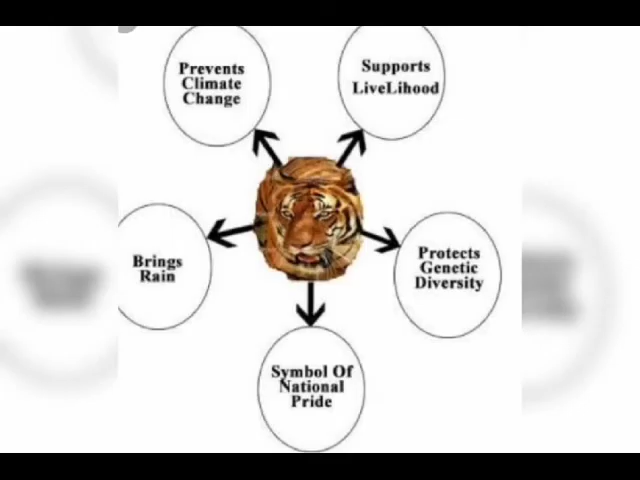 Prevents
Climate
Change
Supports
LiveLihood
Brings
Rain
Protects
Genetic
Diversity
Symbol Of
National
Pride